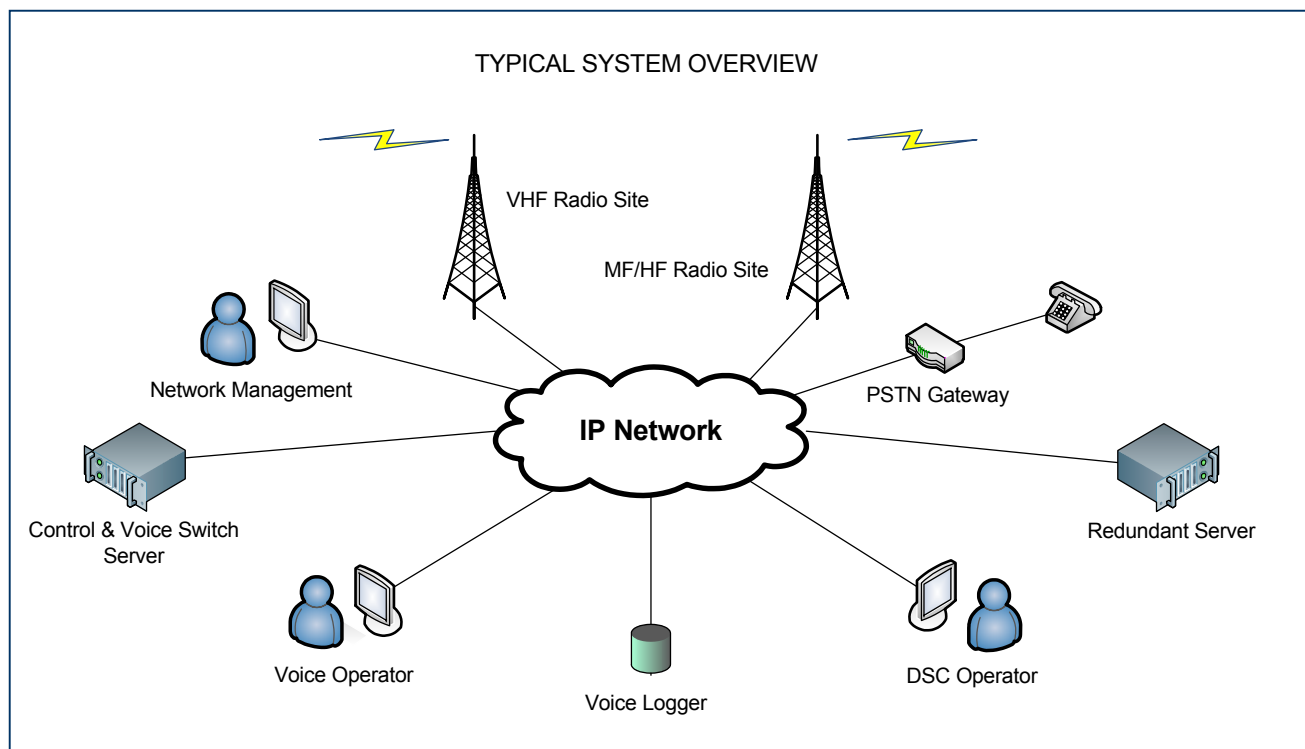 TYPICAL SYSTEM OVERVIEW
VHF Radio Site
MF/HF Radio Site
Network Management
PSTN Gateway
IP Network
Control & Voice Switch
Server
Redundant Server
Voice Operator
DSC Operator
Voice Logger